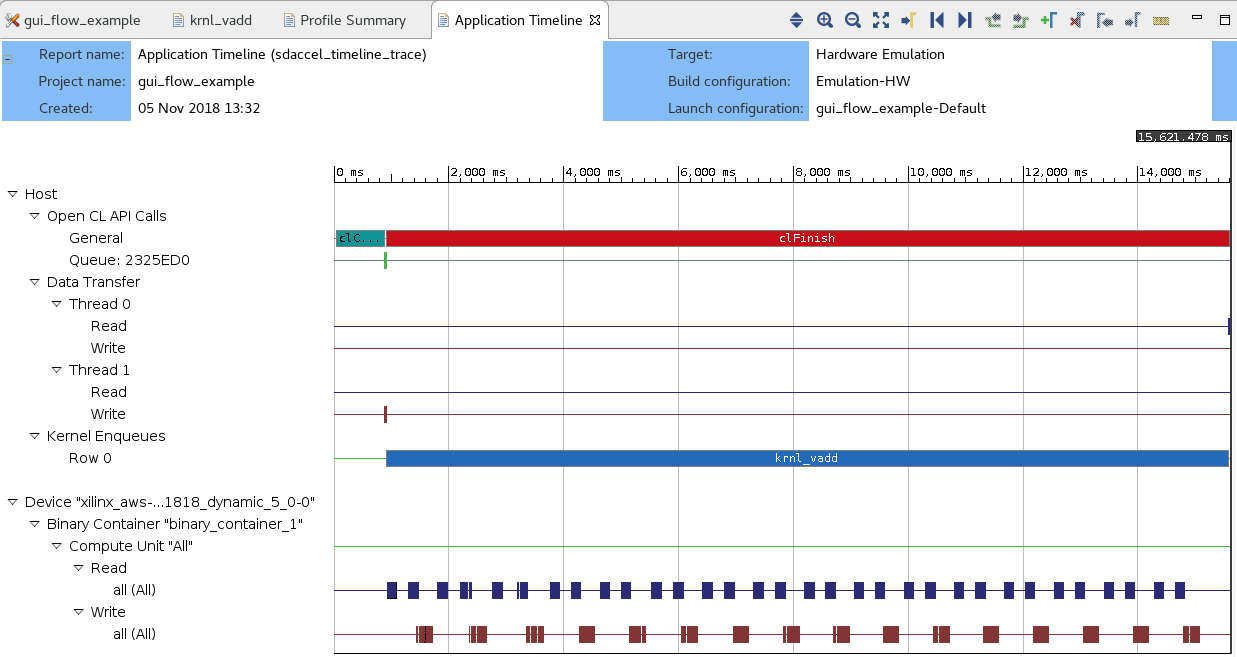 gui_flow_example krnl_vadd Profile Summary Application Timeline
Report name: Application Timeline (sdaccel_timeline_trace) Target: Hardware Emulation
Project name: gui_flow_example Build configuration: Emulation-HW
Created: 05 Nov 2018 13:32 Launch configuration: gui_flow_example-Default
15,621.478 ms
0 ms 2,000 ms 4,000 ms 6,000 ms 8,000 ms 10,000 ms 12,000 ms 14,000 ms
Host
Open CL API Calls
General clC... clFinish
Queue: 2325ED0
Data Transfer
Thread 0
Read
Write
Thread 1
Read
Write
Kernel Enqueues
Row 0 krnl_vadd
Device "xilinx_aws-...1818_dynamic_5_0-0"
Binary Container "binary_container_1"
Compute Unit "All"
Read
all (All)
Write
all (All)